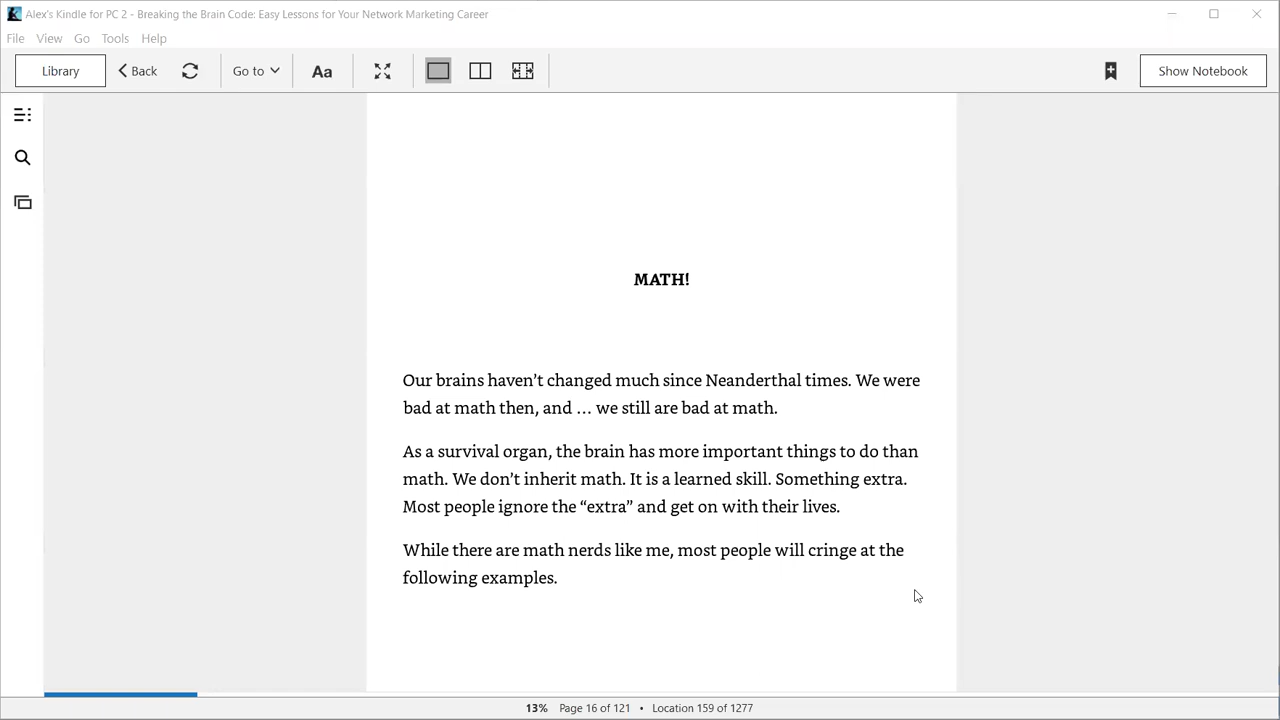 Alex's Kindle for PC 2 - Breaking the Brain Code: Easy Lessons for Your Network Marketing Career
File View Go Tools Help
Library Back Go to Aa Show Notebook
MATH!
Our brains haven’t changed much since Neanderthal times. We were
bad at math then, and … we still are bad at math.
As a survival organ, the brain has more important things to do than
math. We don’t inherit math. It is a learned skill. Something extra.
Most people ignore the “extra” and get on with their lives.
While there are math nerds like me, most people will cringe at the
following examples.
13% Page 16 of 121 • Location 159 of 1277